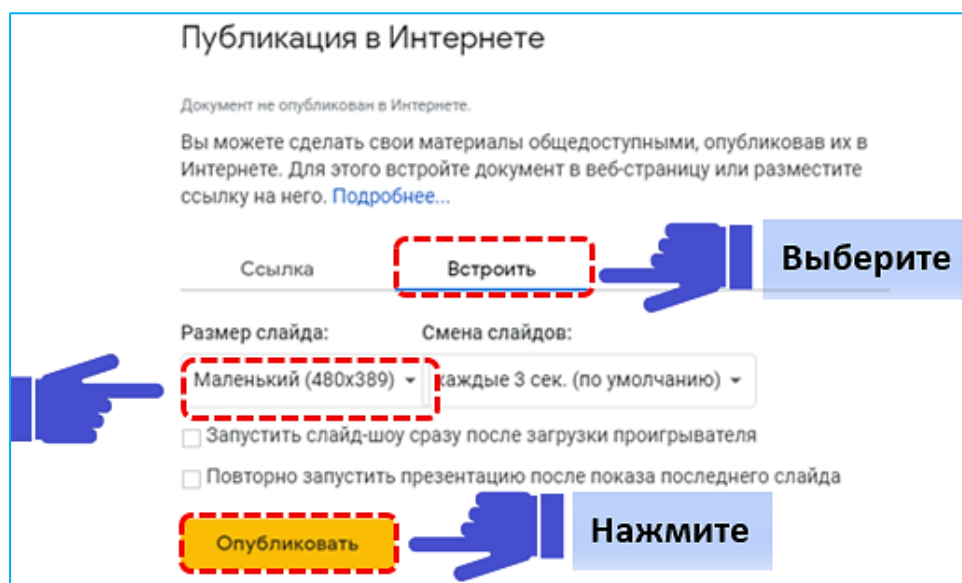 Публикация в Интернете
Документ не опубликован в Интернете.
Вы можете сделать свои материалы общедоступными, опубликовав их в
Интернете. Для этого встройте документ в веб-страницу или разместите
ссылку на него. Подробнее...
Ссылка Встроить Выберите
Размер слайда: Смена слайдов:
Маленький (480x389) каждые 3 сек. (по умолчанию)
Запустить слайд-шоу сразу после загрузки проигрывателя
Повторно запустить презентацию после показа последнего слайда
Опубликовать Нажмите